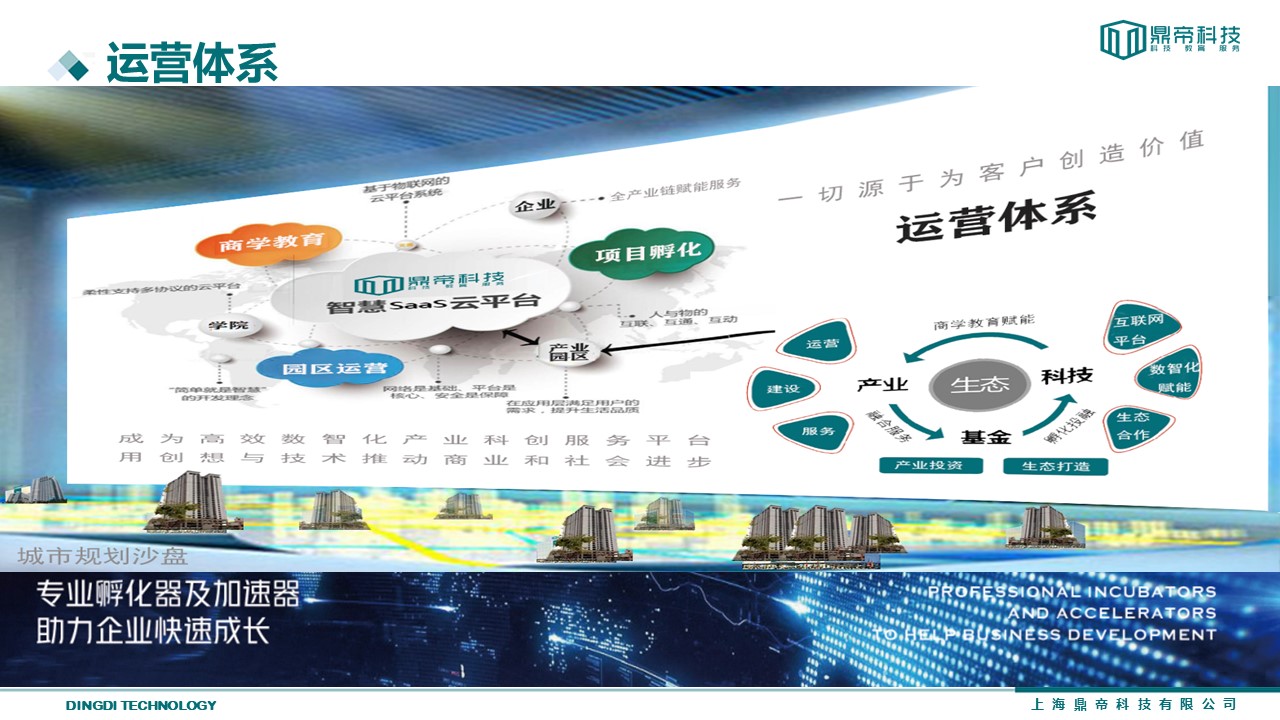 运营体系
鼎帝科技
科技 教育 服务
一切源于为客户创造价值
运营体系
基于物联网的
云平台系统
企业
全产业链赋能服务
商学教育
项目孵化
鼎帝科技
科技 教育 服务
智慧SaaS云平台
柔性支持多协议的云平台
学院
人与物的
互联、互通、互动
产业
园区
园区运营
"简单就是智慧"
的开发理念
网络是基础、平台是
核心、安全是保障
在应用层满足用户的
需求，提升生活品质
成为高效数智化产业科创服务平台
用创想与技术推动商业和社会进步
商学教育赋能
运营
建设
服务
产业
生态
科技
基金
融合服务
孵化投融
产业投资
生态打造
互联网
平台
数智化
赋能
生态
合作
城市规划沙盘
专业孵化器及加速器
助力企业快速成长
PROFESSIONAL INCUBATORS
AND ACCELERATORS
TO HELP BUSINESS DEVELOPMENT
DINGDI TECHNOLOGY
上海鼎帝科技有限公司